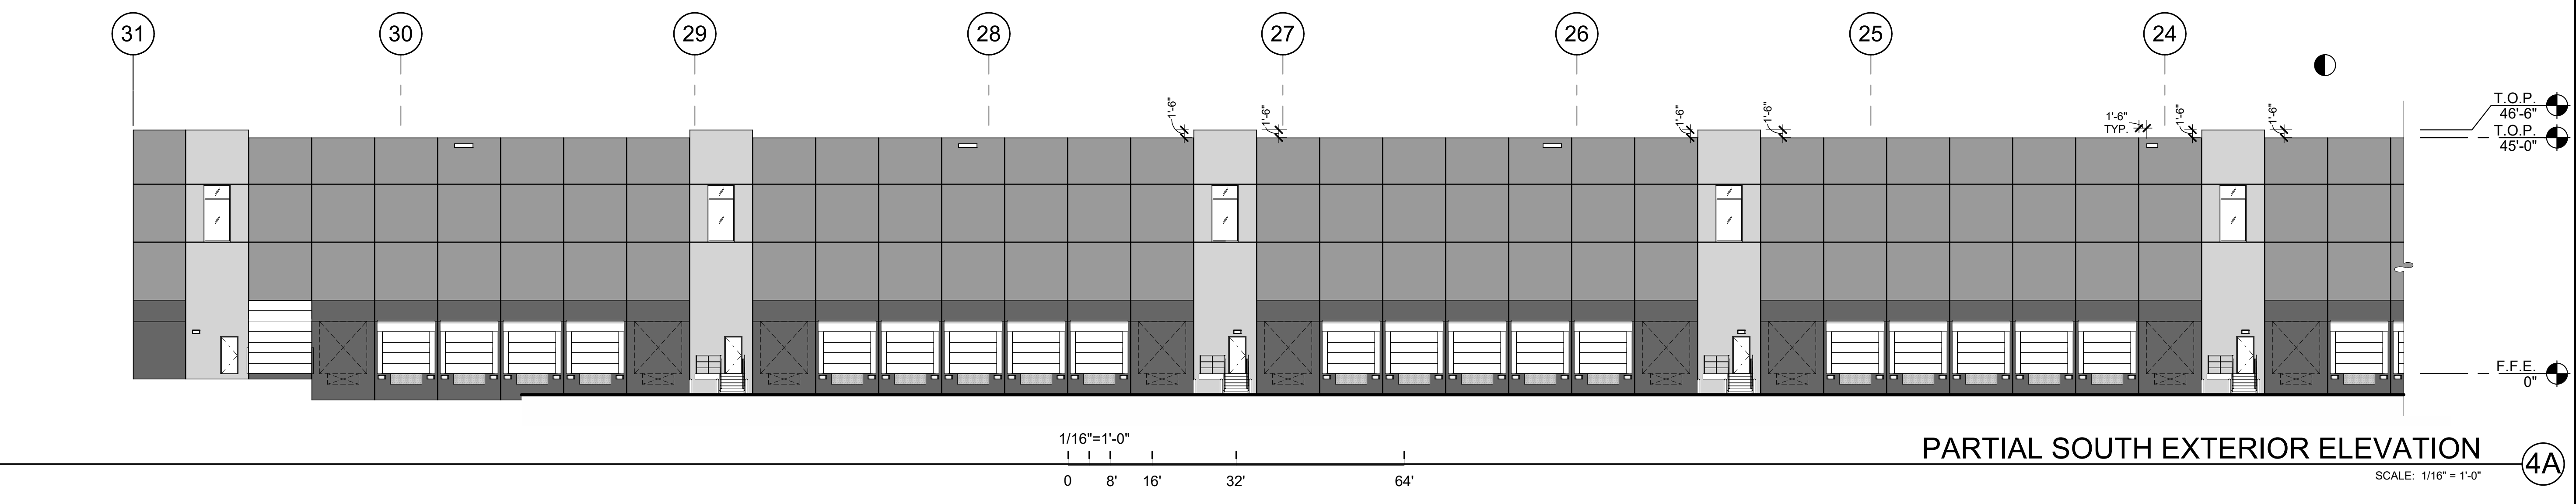 31
30
29
28
27
26
25
24
1'-6"
1'-6"
1'-6"
1'-6"
1'-6"
TYP.
1'-6"
1'-6"
T.O.P.
46'-6"
T.O.P.
45'-0"
F.F.E.
0"
1/16"=1'-0"
0 8' 16' 32' 64'
PARTIAL SOUTH EXTERIOR ELEVATION
SCALE: 1/16" = 1'-0"
4A